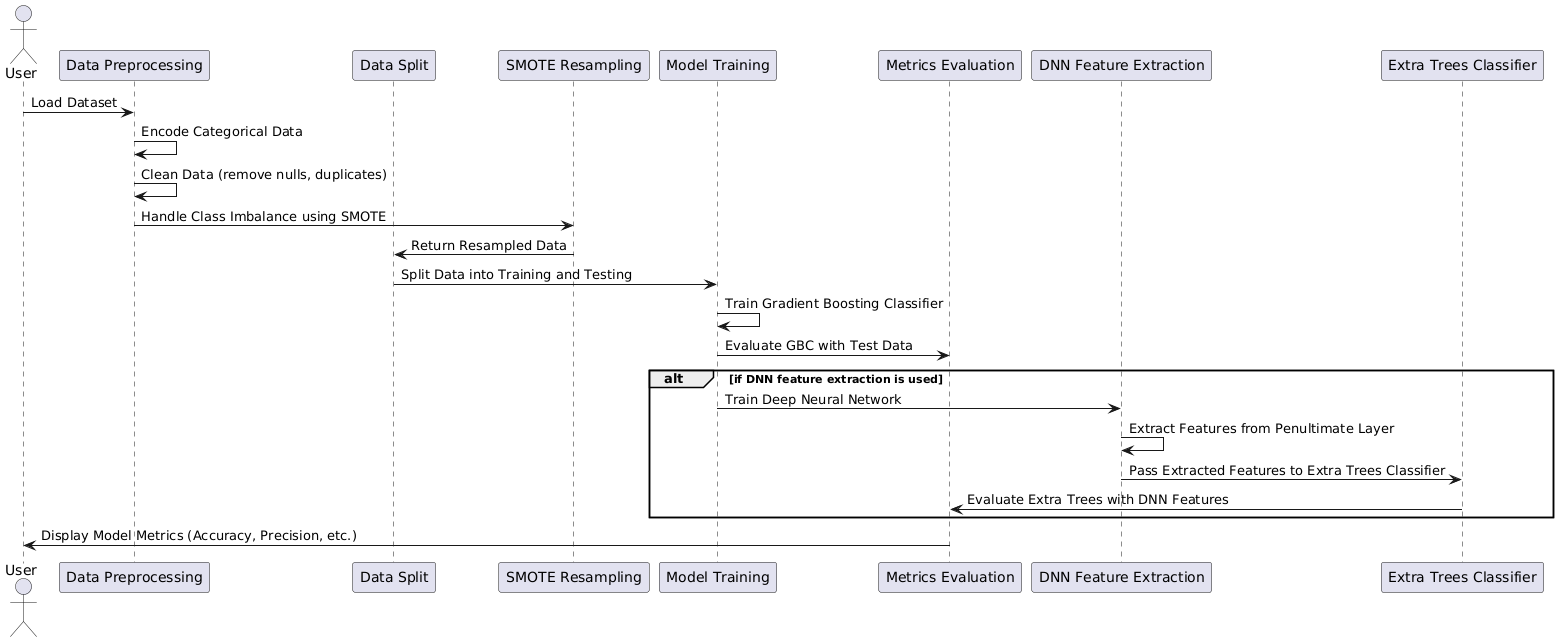 User
Data Preprocessing
Data Split
SMOTE Resampling
Model Training
Metrics Evaluation
DNN Feature Extraction
Extra Trees Classifier
Load Dataset
Encode Categorical Data
Clean Data (remove nulls, duplicates)
Handle Class Imbalance using SMOTE
Return Resampled Data
Split Data into Training and Testing
Train Gradient Boosting Classifier
Evaluate GBC with Test Data
alt [if DNN feature extraction is used]
Train Deep Neural Network
Extract Features from Penultimate Layer
Pass Extracted Features to Extra Trees Classifier
Evaluate Extra Trees with DNN Features
Display Model Metrics (Accuracy, Precision, etc.)
User
Data Preprocessing
Data Split
SMOTE Resampling
Model Training
Metrics Evaluation
DNN Feature Extraction
Extra Trees Classifier